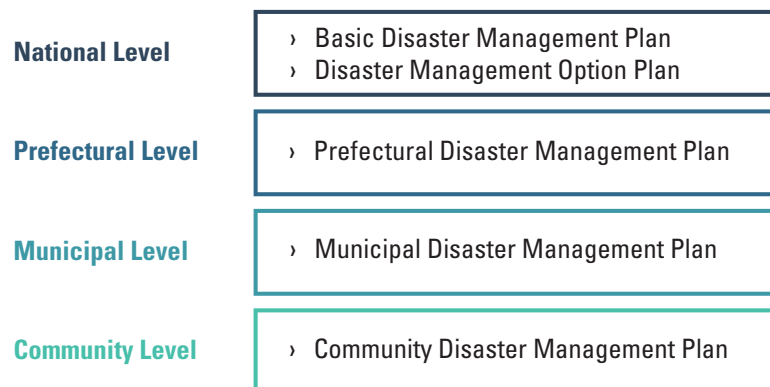 National Level
› Basic Disaster Management Plan
› Disaster Management Option Plan
Prefectural Level
› Prefectural Disaster Management Plan
Municipal Level
› Municipal Disaster Management Plan
Community Level
› Community Disaster Management Plan